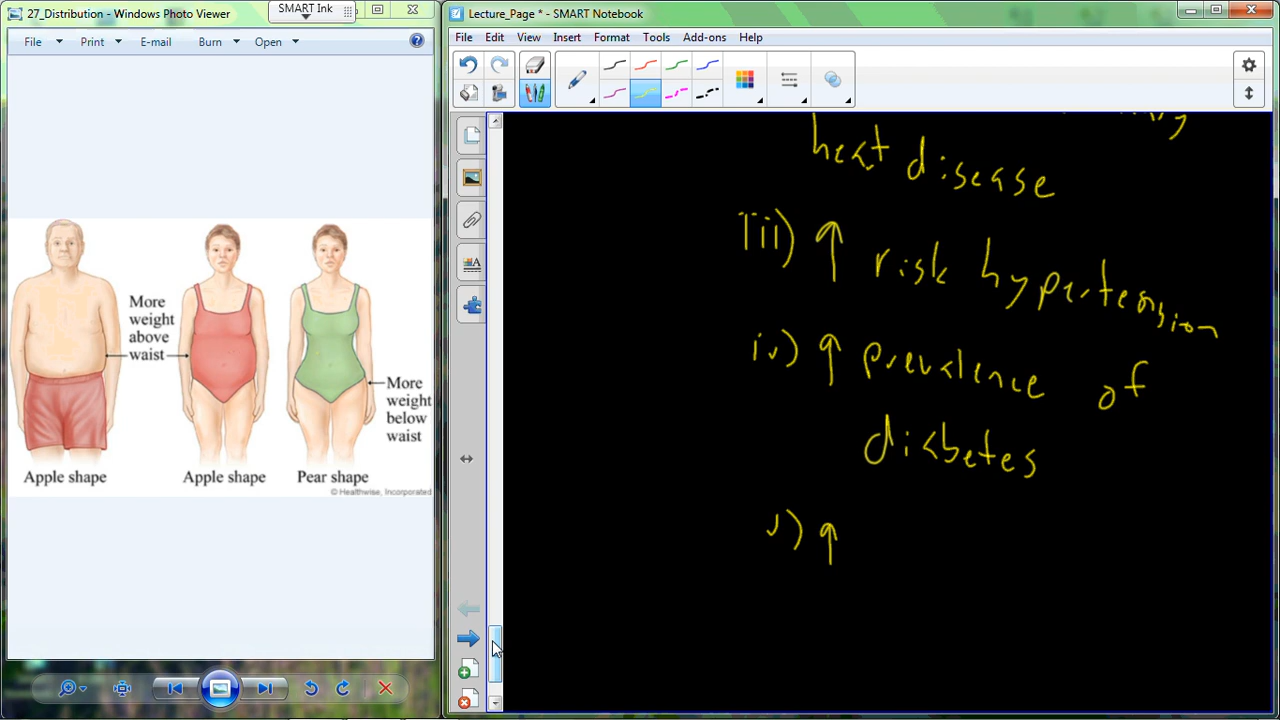 27_Distribution - Windows Photo Viewer
SMART Ink
File Print E-mail Burn Open
More
weight
above
waist
More
weight
below
waist
Apple shape Apple shape Pear shape
© Healthwise, Incorporated
Lecture_Page * - SMART Notebook
File Edit View Insert Format Tools Add-ons Help
heat disease
iii) ↑ risk hypertension
iv) ↑ prevalence of
diabetes
v) ↑